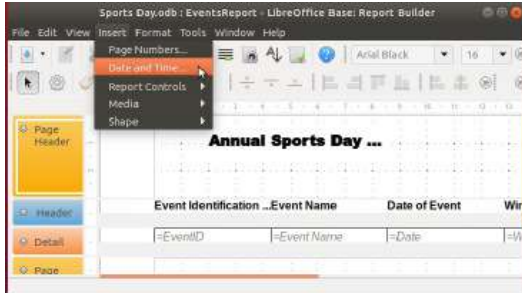 Sports Day.odb : EventsReport - LibreOffice Base: Report Builder
File Edit View Insert Format Tools Window Help
Page Numbers...
Arial Black 16
Date and Time...
Report Controls
Media
Shape
Page
Header
Annual Sports Day ...
Header
Event Identification ... Event Name Date of Event Win
Detail
=EventID =Event Name =Date
Page